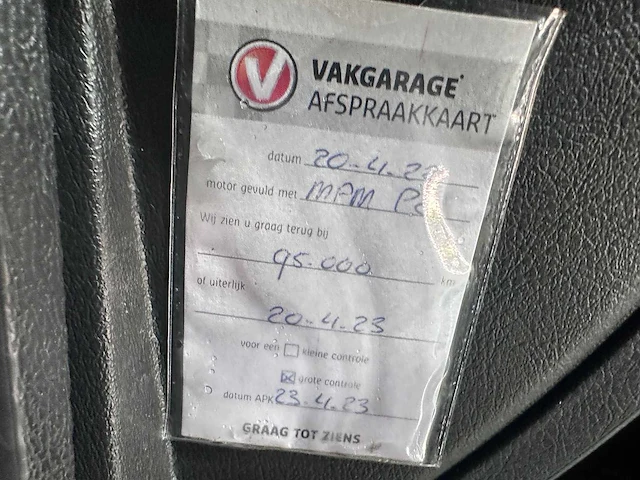 V VAKGARAGE
AFSPRAAKKAART
datum 20.4.22
motor gevuld met MPM
Wij zien u graag terug bij
95.000 km
of uiterlijk
20.4.23
voor een kleine controle
grote controle
datum APK 23.4.23
GRAAG TOT ZIENS